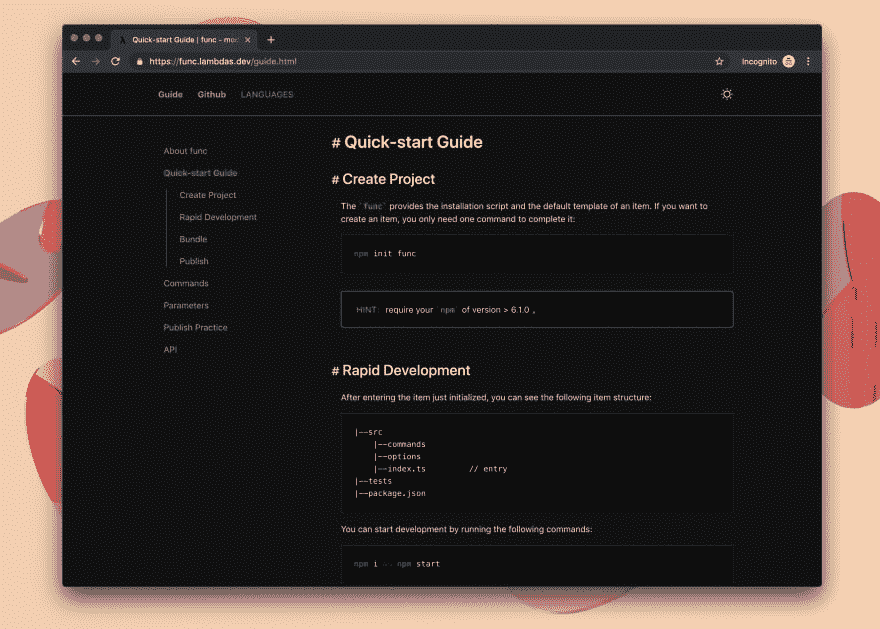 Quick-start Guide | func - mo
https://func.lambdas.dev/guide.html
Incognito
Guide Github LANGUAGES
About func
Quick-start Guide
Create Project
Rapid Development
Bundle
Publish
Commands
Parameters
Publish Practice
API
# Quick-start Guide
# Create Project
The `func` provides the installation script and the default template of an item. If you want to
create an item, you only need one command to complete it:
npm init func
HINT: require your `npm` of version > 6.1.0 ,
# Rapid Development
After entering the item just initialized, you can see the following item structure:
|--src
|--commands
|--options
|--index.ts // entry
|--tests
|--package.json
You can start development by running the following commands:
npm i -- npm start